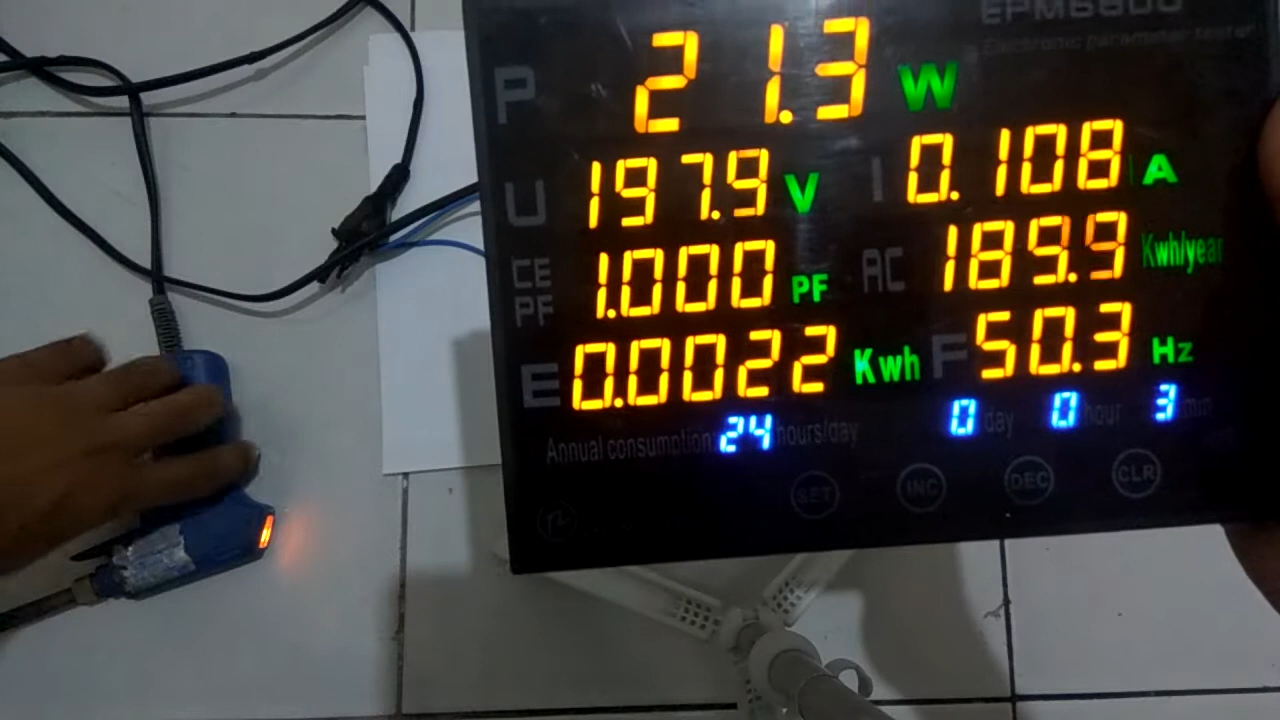 EPM6600
Electronic parameter tester
P 21.3 W
U 197.9 V I 0.108 A
CE PF 1.000 PF AC 189.9 Kwh/year
E 0.0022 Kwh F 50.3 Hz
Annual consumption 24 hours/day 0 day 0 hour 3 min
SET INC DEC CLR